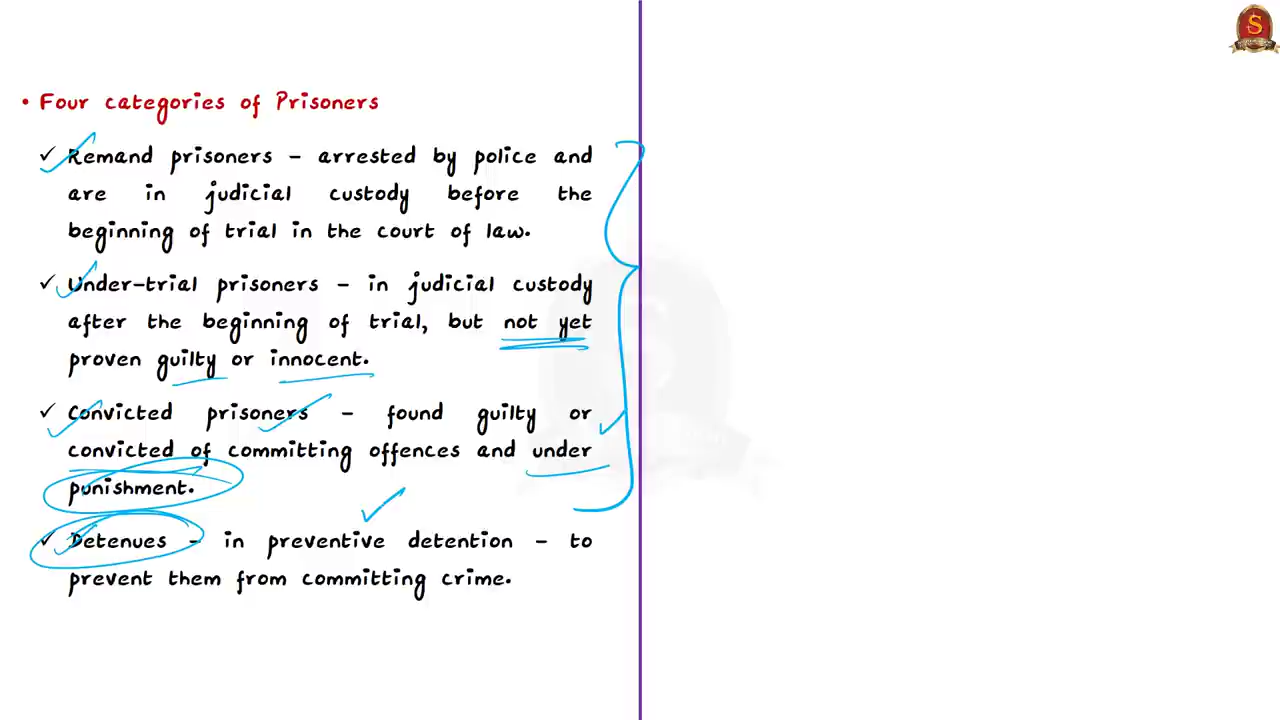 • Four categories of Prisoners
✓ Remand prisoners – arrested by police and
are in judicial custody before the
beginning of trial in the court of law.
✓ Under-trial prisoners – in judicial custody
after the beginning of trial, but not yet
proven guilty or innocent.
✓ Convicted prisoners – found guilty or
convicted of committing offences and under
punishment.
✓ Detenues – in preventive detention – to
prevent them from committing crime.
S